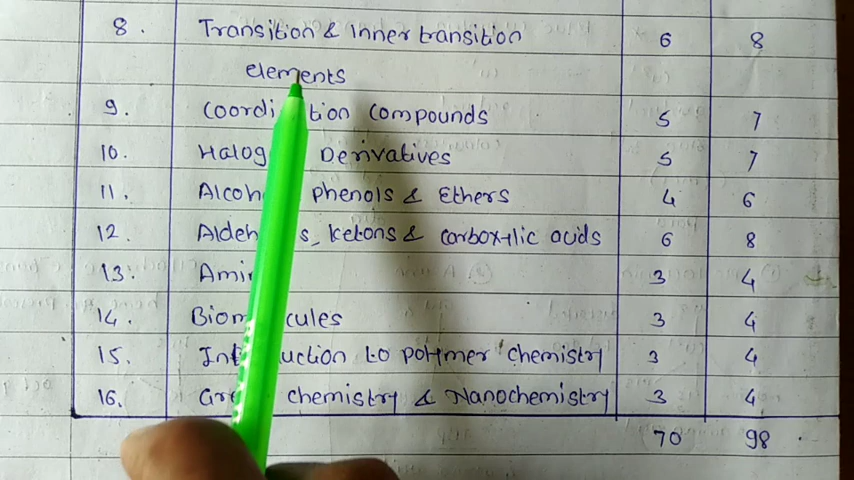 8. Transition & Inner transition 6 8
elements
9. Coordi tion compounds 5 7
10. Halog Derivatives 5 7
11. Alcoh phenols & Ethers 4 6
12. Aldeh s, ketons & carboxylic acids 6 8
13. Ami 3 4
14. Biom cules 3 4
15. Int uction to polymer chemistry 3 4
16. Gre chemistry & Nanochemistry 3 4
70 98